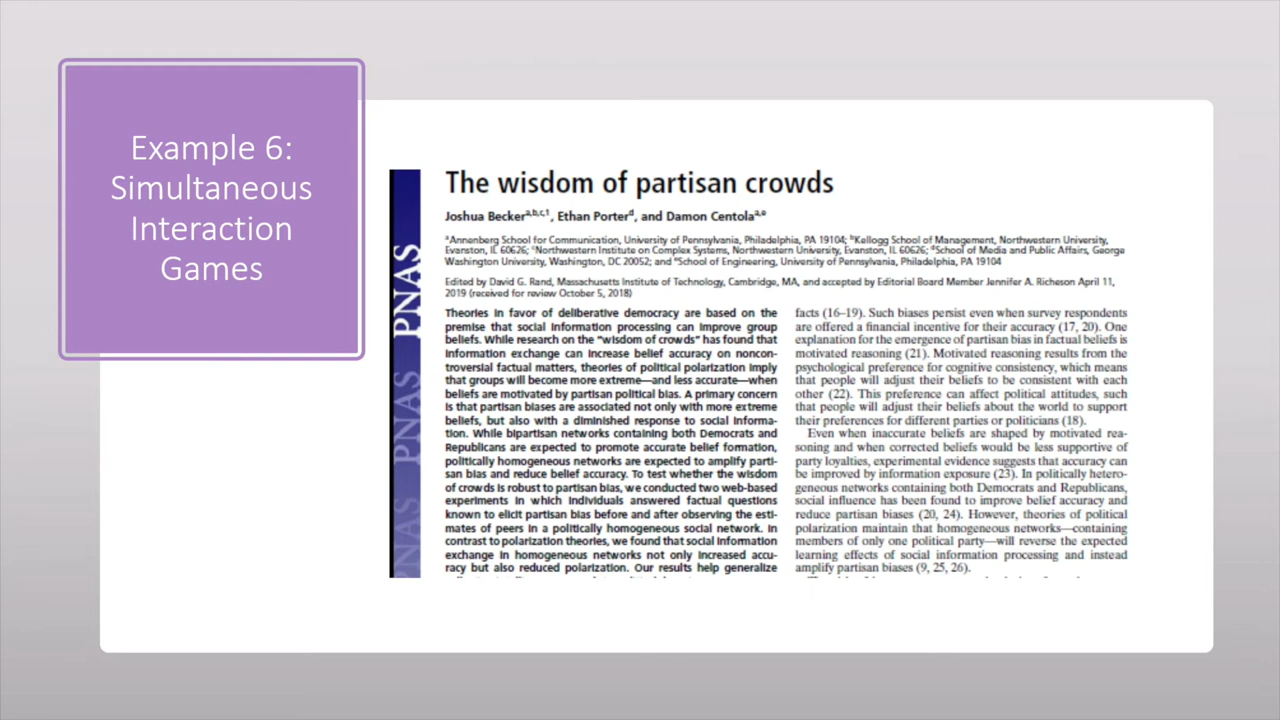 Example 6:
Simultaneous
Interaction
Games
PNAS
PNAS
PNAS
The wisdom of partisan crowds
Joshua Beckera,b,c,1, Ethan Porterd, and Damon Centolaa,e
aAnnenberg School for Communication, University of Pennsylvania, Philadelphia, PA 19104; bKellogg School of Management, Northwestern University,
Evanston, IL 60626; cNorthwestern Institute on Complex Systems, Northwestern University, Evanston, IL 60626; dSchool of Media and Public Affairs, George
Washington University, Washington, DC 20052; and eSchool of Engineering, University of Pennsylvania, Philadelphia, PA 19104
Edited by David G. Rand, Massachusetts Institute of Technology, Cambridge, MA, and accepted by Editorial Board Member Jennifer A. Richeson April 11,
2019 (received for review October 5, 2018)
Theories in favor of deliberative democracy are based on the
premise that social information processing can improve group
beliefs. While research on the "wisdom of crowds" has found that
information exchange can increase belief accuracy on noncon-
troversial factual matters, theories of political polarization imply
that groups will become more extreme—and less accurate—when
beliefs are motivated by partisan political bias. A primary concern
is that partisan biases are associated not only with more extreme
beliefs, but also with a diminished response to social informa-
tion. While bipartisan networks containing both Democrats and
Republicans are expected to promote accurate belief formation,
politically homogeneous networks are expected to amplify parti-
san bias and reduce belief accuracy. To test whether the wisdom
of crowds is robust to partisan bias, we conducted two web-based
experiments in which individuals answered factual questions
known to elicit partisan bias before and after observing the esti-
mates of peers in a politically homogeneous social network. In
contrast to polarization theories, we found that social information
exchange in homogeneous networks not only increased accu-
racy but also reduced polarization. Our results help generalize
facts (16–19). Such biases persist even when survey respondents
are offered a financial incentive for their accuracy (17, 20). One
explanation for the emergence of partisan bias in factual beliefs is
motivated reasoning (21). Motivated reasoning results from the
psychological preference for cognitive consistency, which means
that people will adjust their beliefs to be consistent with each
other (22). This preference can affect political attitudes, such
that people will adjust their beliefs about the world to support
their preferences for different parties or politicians (18).
Even when inaccurate beliefs are shaped by motivated rea-
soning and when corrected beliefs would be less supportive of
party loyalties, experimental evidence suggests that accuracy can
be improved by information exposure (23). In politically hetero-
geneous networks containing both Democrats and Republicans,
social influence has been found to improve belief accuracy and
reduce partisan biases (20, 24). However, theories of political
polarization maintain that homogeneous networks—containing
members of only one political party—will reverse the expected
learning effects of social information processing and instead
amplify partisan biases (9, 25, 26).